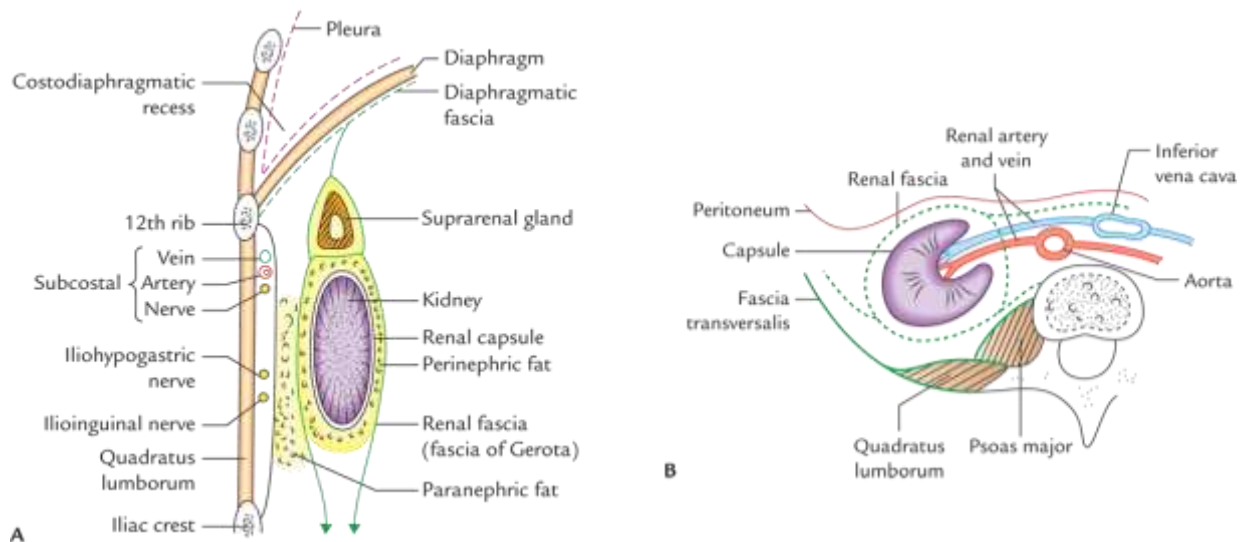 Pleura
Diaphragm
Costodiaphragmatic
recess
Diaphragmatic
fascia
12th rib
Suprarenal gland
Vein
Subcostal
Artery
Nerve
Kidney
Renal capsule
Iliohypogastric
nerve
Perinephric fat
Ilioinguinal nerve
Renal fascia
(fascia of Gerota)
Quadratus
lumborum
Paranephric fat
Iliac crest
A
Renal artery
and vein
Inferior
vena cava
Renal fascia
Peritoneum
Capsule
Aorta
Fascia
transversalis
Quadratus
lumborum
Psoas major
B